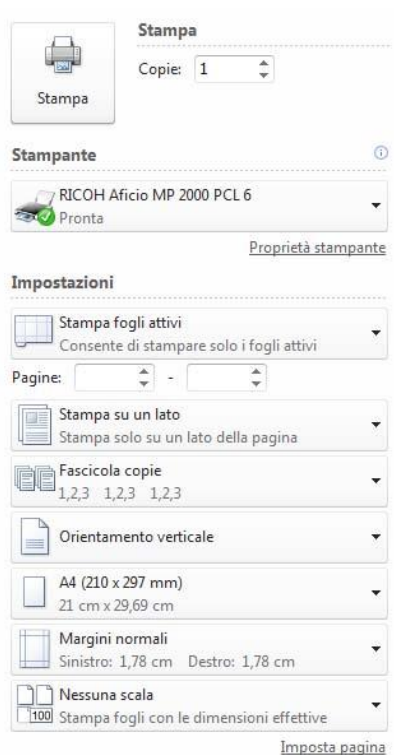 Stampa
Copie: 1
Stampa
Stampante
RICOH Aficio MP 2000 PCL 6
Pronta
Proprietà stampante
Impostazioni
Stampa fogli attivi
Consente di stampare solo i fogli attivi
Pagine: -
Stampa su un lato
Stampa solo su un lato della pagina
Fascicola copie
1,2,3 1,2,3 1,2,3
Orientamento verticale
A4 (210 x 297 mm)
21 cm x 29,69 cm
Margini normali
Sinistro: 1,78 cm Destro: 1,78 cm
Nessuna scala
100 Stampa fogli con le dimensioni effettive
Imposta pagina